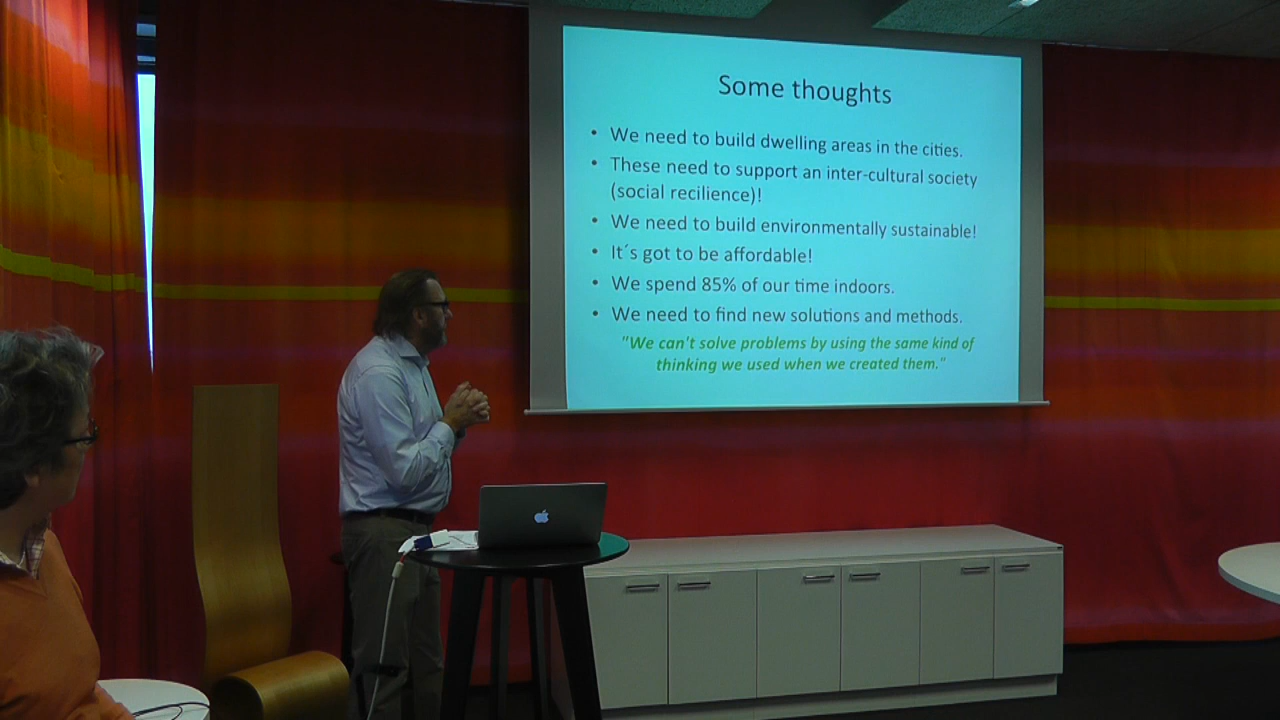 Some thoughts
• We need to build dwelling areas in the cities.
• These need to support an inter-cultural society
(social recilience)!
• We need to build environmentally sustainable!
• It´s got to be affordable!
• We spend 85% of our time indoors.
• We need to find new solutions and methods.
"We can't solve problems by using the same kind of
thinking we used when we created them."